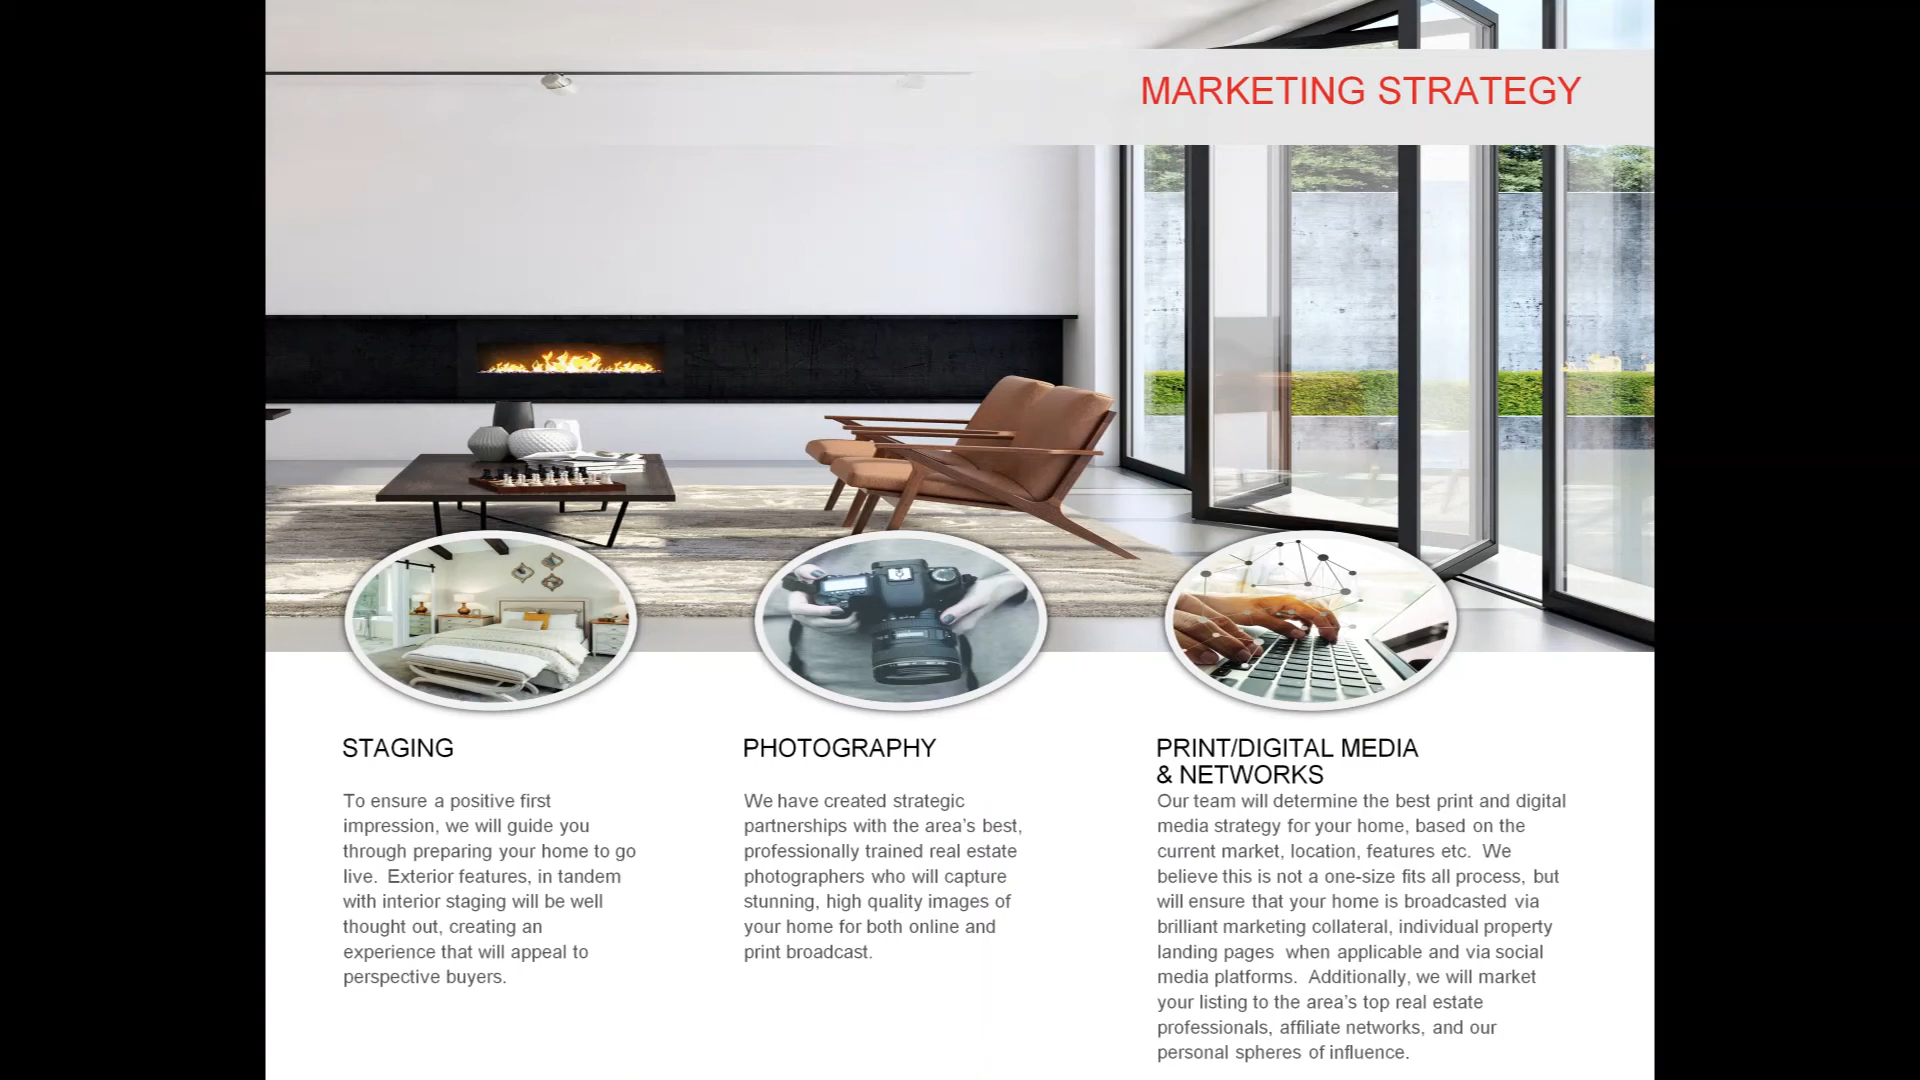 MARKETING STRATEGY
STAGING
To ensure a positive first
impression, we will guide you
through preparing your home to go
live. Exterior features, in tandem
with interior staging will be well
thought out, creating an
experience that will appeal to
perspective buyers.
PHOTOGRAPHY
We have created strategic
partnerships with the area’s best,
professionally trained real estate
photographers who will capture
stunning, high quality images of
your home for both online and
print broadcast.
PRINT/DIGITAL MEDIA
& NETWORKS
Our team will determine the best print and digital
media strategy for your home, based on the
current market, location, features etc. We
believe this is not a one-size fits all process, but
will ensure that your home is broadcasted via
brilliant marketing collateral, individual property
landing pages when applicable and via social
media platforms. Additionally, we will market
your listing to the area’s top real estate
professionals, affiliate networks, and our
personal spheres of influence.